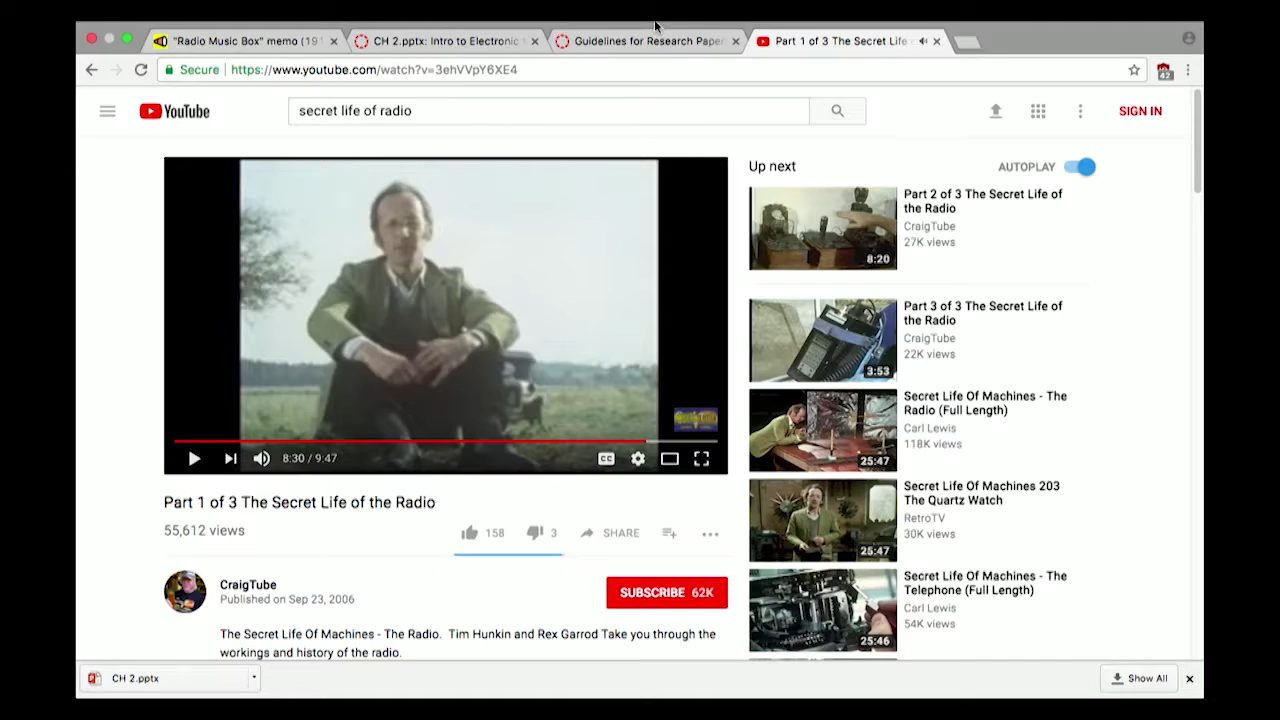 "Radio Music Box" memo (191
CH 2.pptx: Intro to Electronic
Guidelines for Research Paper
Part 1 of 3 The Secret Life
Secure
https://www.youtube.com/watch?v=3ehVVpY6XE4
42
YouTube
secret life of radio
SIGN IN
Up next
AUTOPLAY
Part 2 of 3 The Secret Life of
the Radio
CraigTube
27K views
8:20
Part 3 of 3 The Secret Life of
the Radio
CraigTube
22K views
3:53
Secret Life Of Machines - The
Radio (Full Length)
Carl Lewis
118K views
25:47
Secret Life Of Machines 203
The Quartz Watch
RetroTV
30K views
25:47
Secret Life Of Machines - The
Telephone (Full Length)
Carl Lewis
54K views
25:46
8:30 / 9:47
CC
Part 1 of 3 The Secret Life of the Radio
55,612 views
158
3
SHARE
CraigTube
Published on Sep 23, 2006
SUBSCRIBE 62K
The Secret Life Of Machines - The Radio. Tim Hunkin and Rex Garrod Take you through the
workings and history of the radio.
CH 2.pptx
Show All